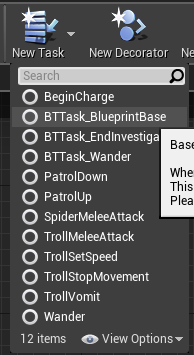 New Task
New Decorator
Ne
Search
BeginCharge
BTTask_BlueprintBase
BTTask_EndInvestiga
BTTask_Wander
PatrolDown
PatrolUp
SpiderMeleeAttack
TrollMeleeAttack
TrollSetSpeed
TrollStopMovement
TrollVomit
Wander
Base
Whe
This
Plea
12 items
View Options